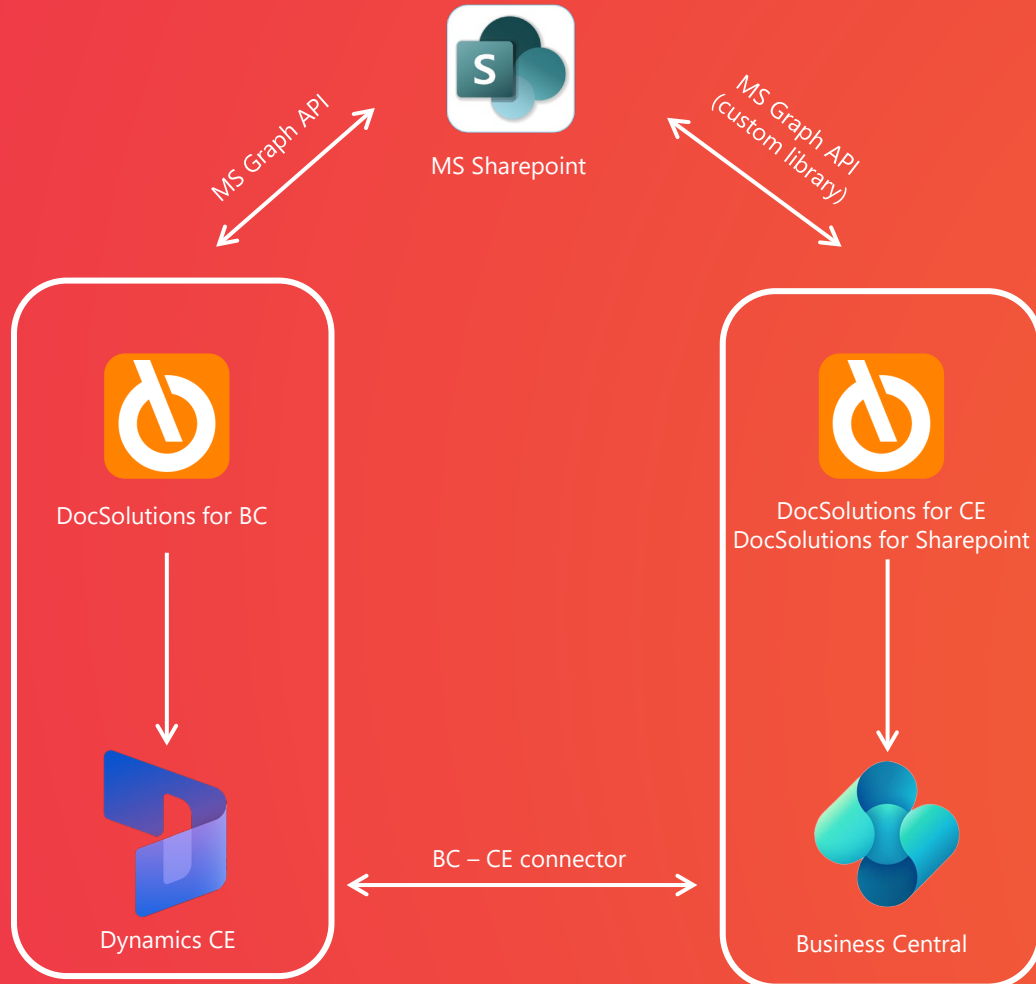 S
MS Sharepoint
MS Graph API
MS Graph API
(custom library)
DocSolutions for BC
DocSolutions for CE
DocSolutions for Sharepoint
BC – CE connector
Dynamics CE
Business Central